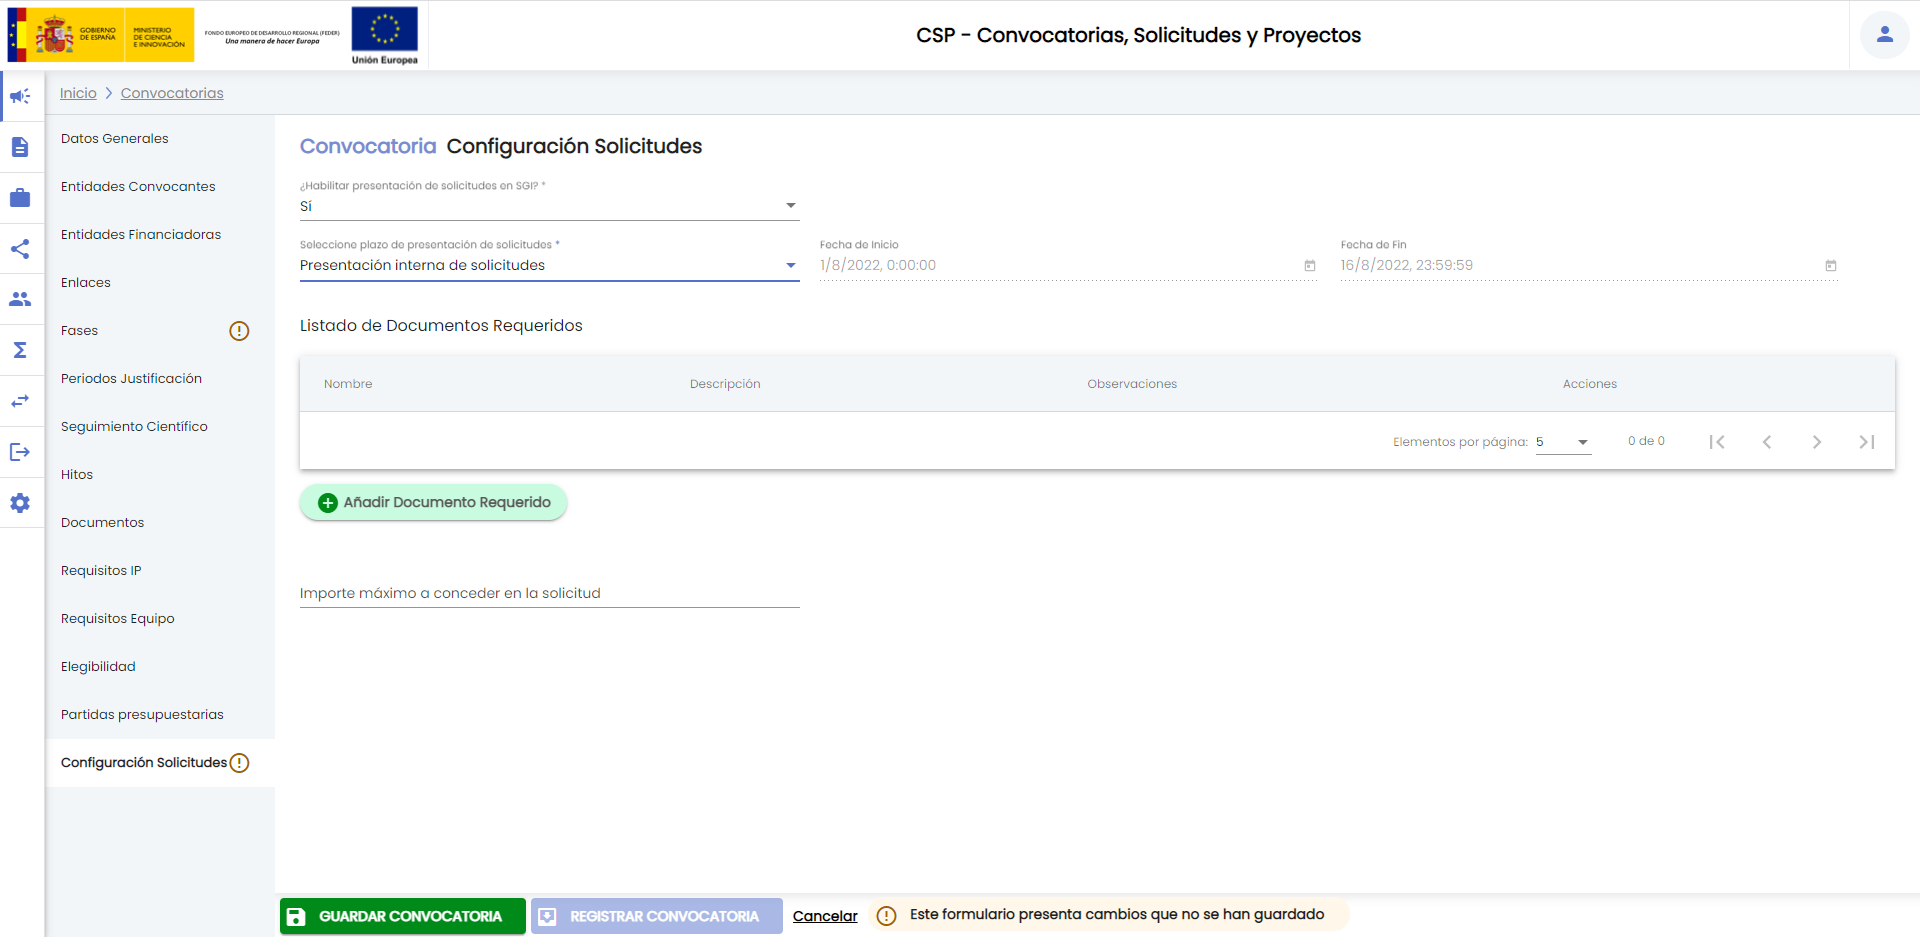 GOBIERNO
DE ESPAÑA
MINISTERIO
DE CIENCIA
E INNOVACIÓN
FONDO EUROPEO DE DESARROLLO REGIONAL (FEDER)
Una manera de hacer Europa
Unión Europea
CSP - Convocatorias, Solicitudes y Proyectos
Inicio > Convocatorias
Datos Generales
Entidades Convocantes
Entidades Financiadoras
Enlaces
Fases
Periodos Justificación
Seguimiento Científico
Hitos
Documentos
Requisitos IP
Requisitos Equipo
Elegibilidad
Partidas presupuestarias
Configuración Solicitudes
Convocatoria Configuración Solicitudes
¿Habilitar presentación de solicitudes en SGI? *
Sí
Seleccione plazo de presentación de solicitudes *
Presentación interna de solicitudes
Fecha de Inicio
1/8/2022, 0:00:00
Fecha de Fin
16/8/2022, 23:59:59
Listado de Documentos Requeridos
Nombre Descripción Observaciones Acciones
Elementos por página: 5 0 de 0
Añadir Documento Requerido
Importe máximo a conceder en la solicitud
GUARDAR CONVOCATORIA REGISTRAR CONVOCATORIA Cancelar Este formulario presenta cambios que no se han guardado